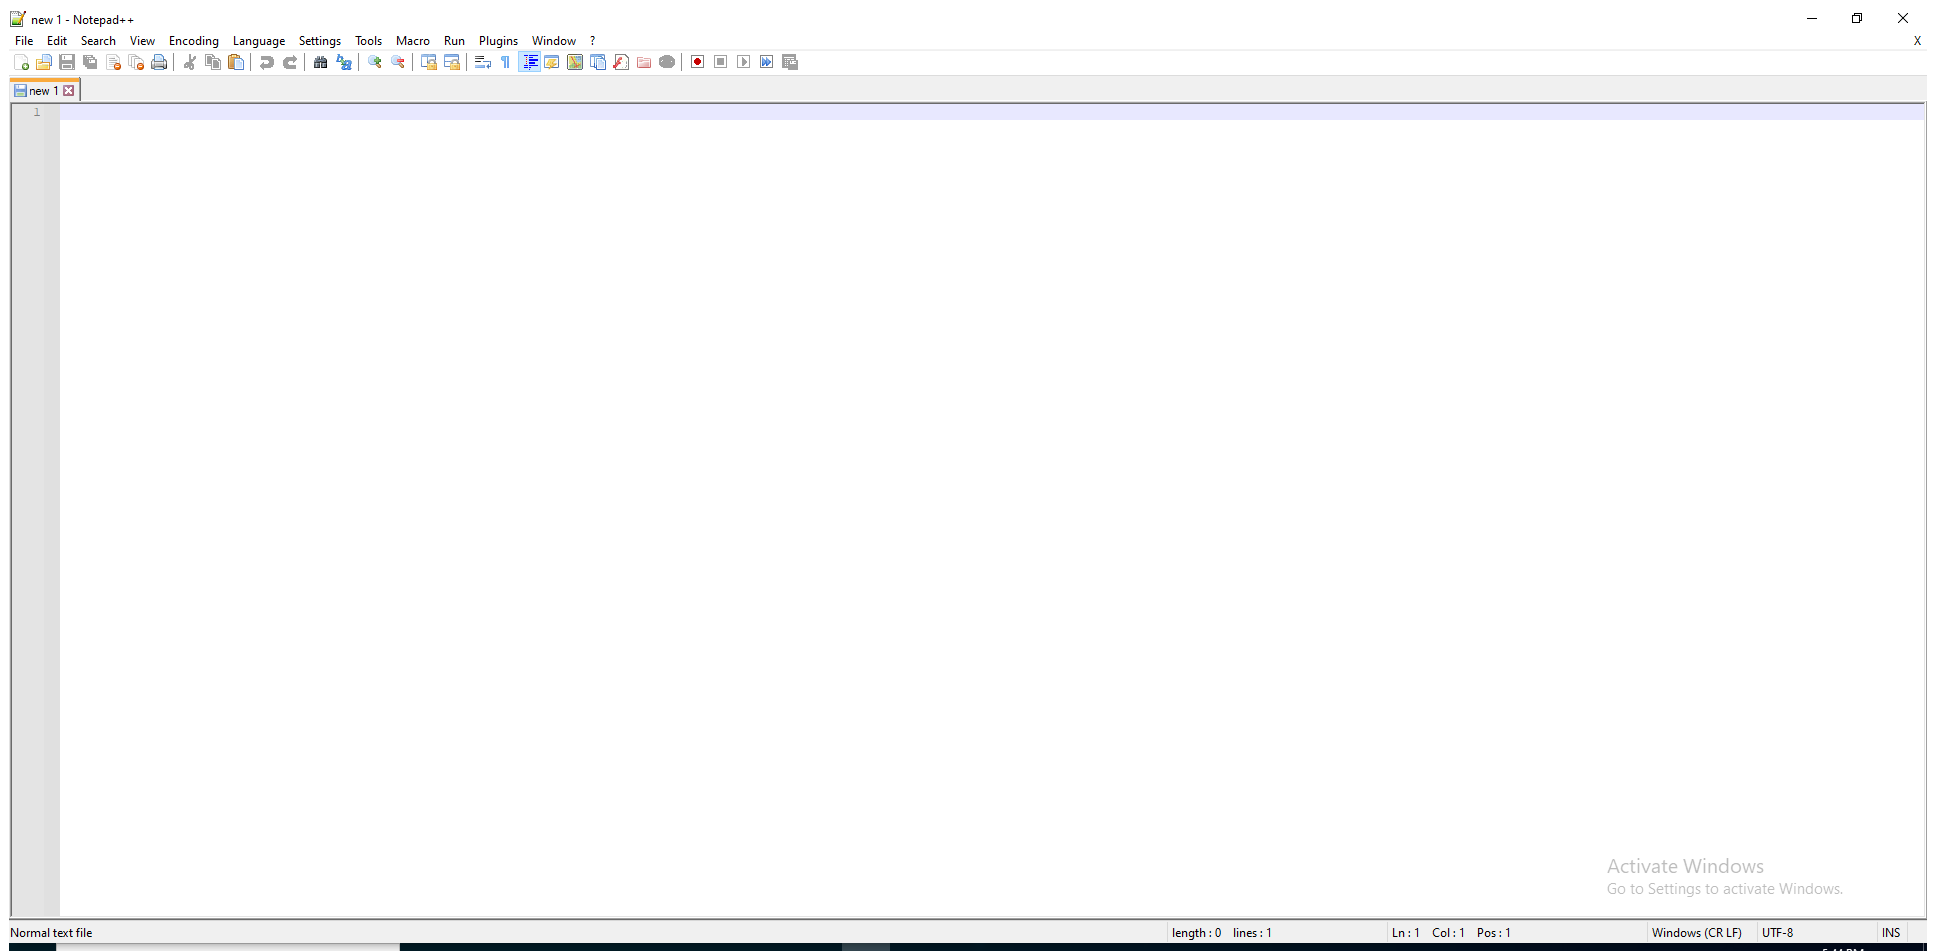 new 1 - Notepad++
File Edit Search View Encoding Language Settings Tools Macro Run Plugins Window ? X
new 1
1
Activate Windows
Go to Settings to activate Windows.
Normal text file length : 0 lines : 1 Ln : 1 Col : 1 Pos : 1 Windows (CR LF) UTF-8 INS